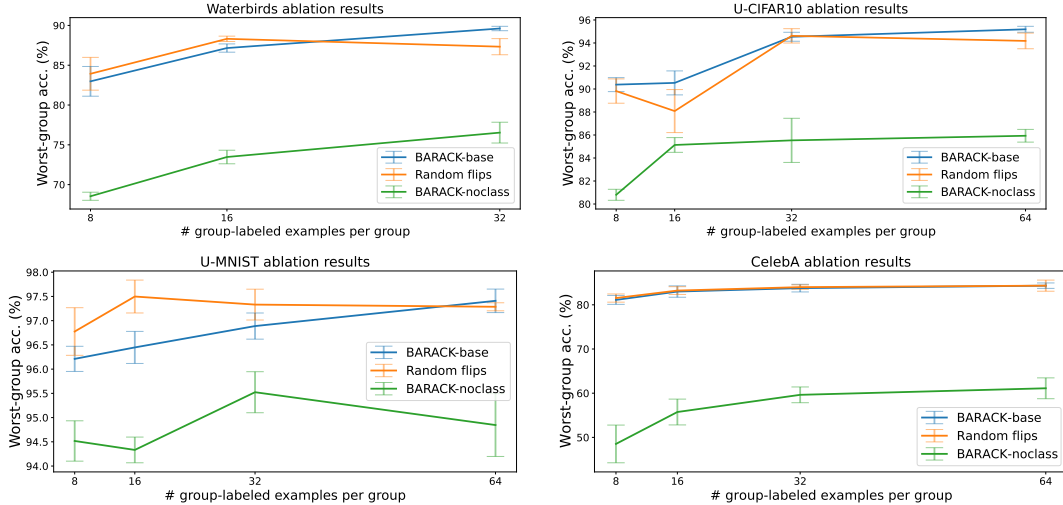 Waterbirds ablation results
90
85
80
75
70
Worst-group acc. (%)
BARACK-base
Random flips
BARACK-noclass
8
16
32
# group-labeled examples per group
U-CIFAR10 ablation results
96
94
92
90
88
86
84
82
80
Worst-group acc. (%)
BARACK-base
Random flips
BARACK-noclass
8
16
32
64
# group-labeled examples per group
U-MNIST ablation results
98.0
97.5
97.0
96.5
96.0
95.5
95.0
94.5
94.0
Worst-group acc. (%)
BARACK-base
Random flips
BARACK-noclass
8
16
32
64
# group-labeled examples per group
CelebA ablation results
80
70
60
50
Worst-group acc. (%)
BARACK-base
Random flips
BARACK-noclass
8
16
32
64
# group-labeled examples per group